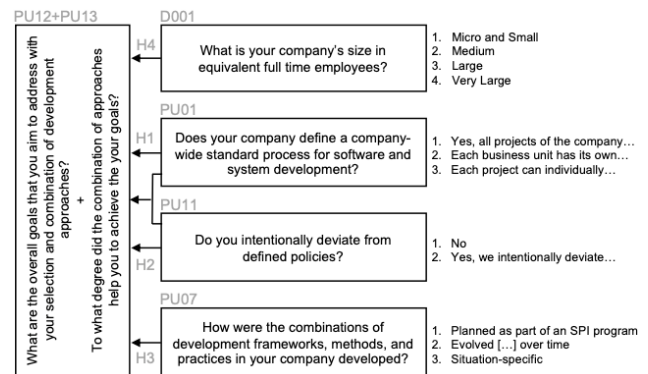 PU12+PU13
What are the overall goals that you aim to address with
your selection and combination of development
approaches?
+
To what degree did the combination of approaches
help you to achieve the your goals?
D001
H4
What is your company's size in
equivalent full time employees?
1. Micro and Small
2. Medium
3. Large
4. Very Large
PU01
H1
Does your company define a company-
wide standard process for software and
system development?
1. Yes, all projects of the company…
2. Each business unit has its own…
3. Each project can individually…
PU11
H2
Do you intentionally deviate from
defined policies?
1. No
2. Yes, we intentionally deviate…
PU07
H3
How were the combinations of
development frameworks, methods, and
practices in your company developed?
1. Planned as part of an SPI program
2. Evolved […] over time
3. Situation-specific